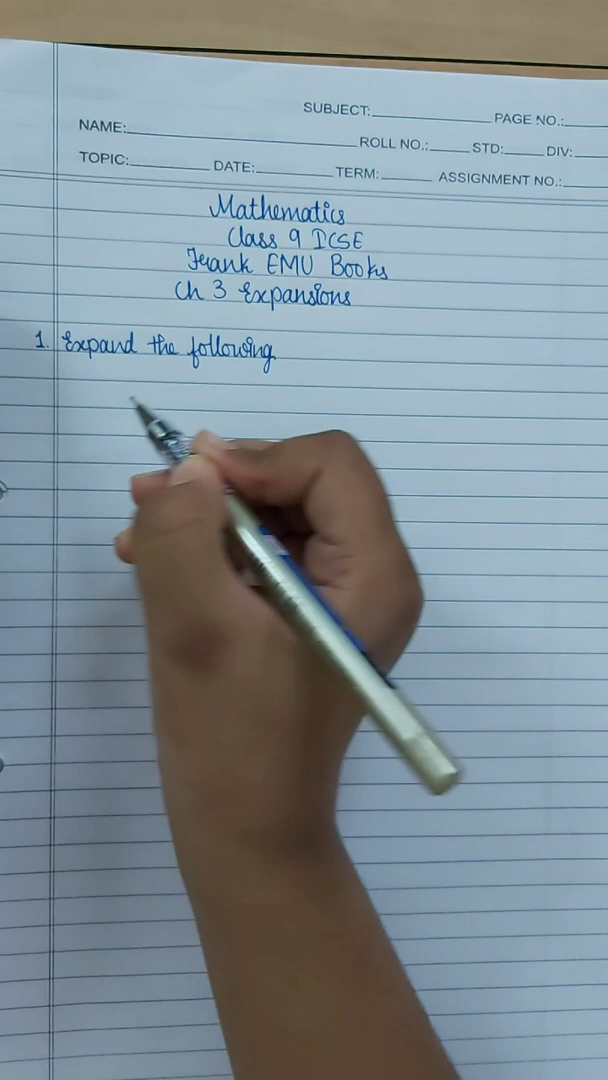 SUBJECT: PAGE NO.:
NAME: ROLL NO.: STD: DIV:
TOPIC: DATE: TERM: ASSIGNMENT NO.:
Mathematics
Class 9 ICSE
Frank EMU Books
Ch 3 Expansions
1. Expand the following